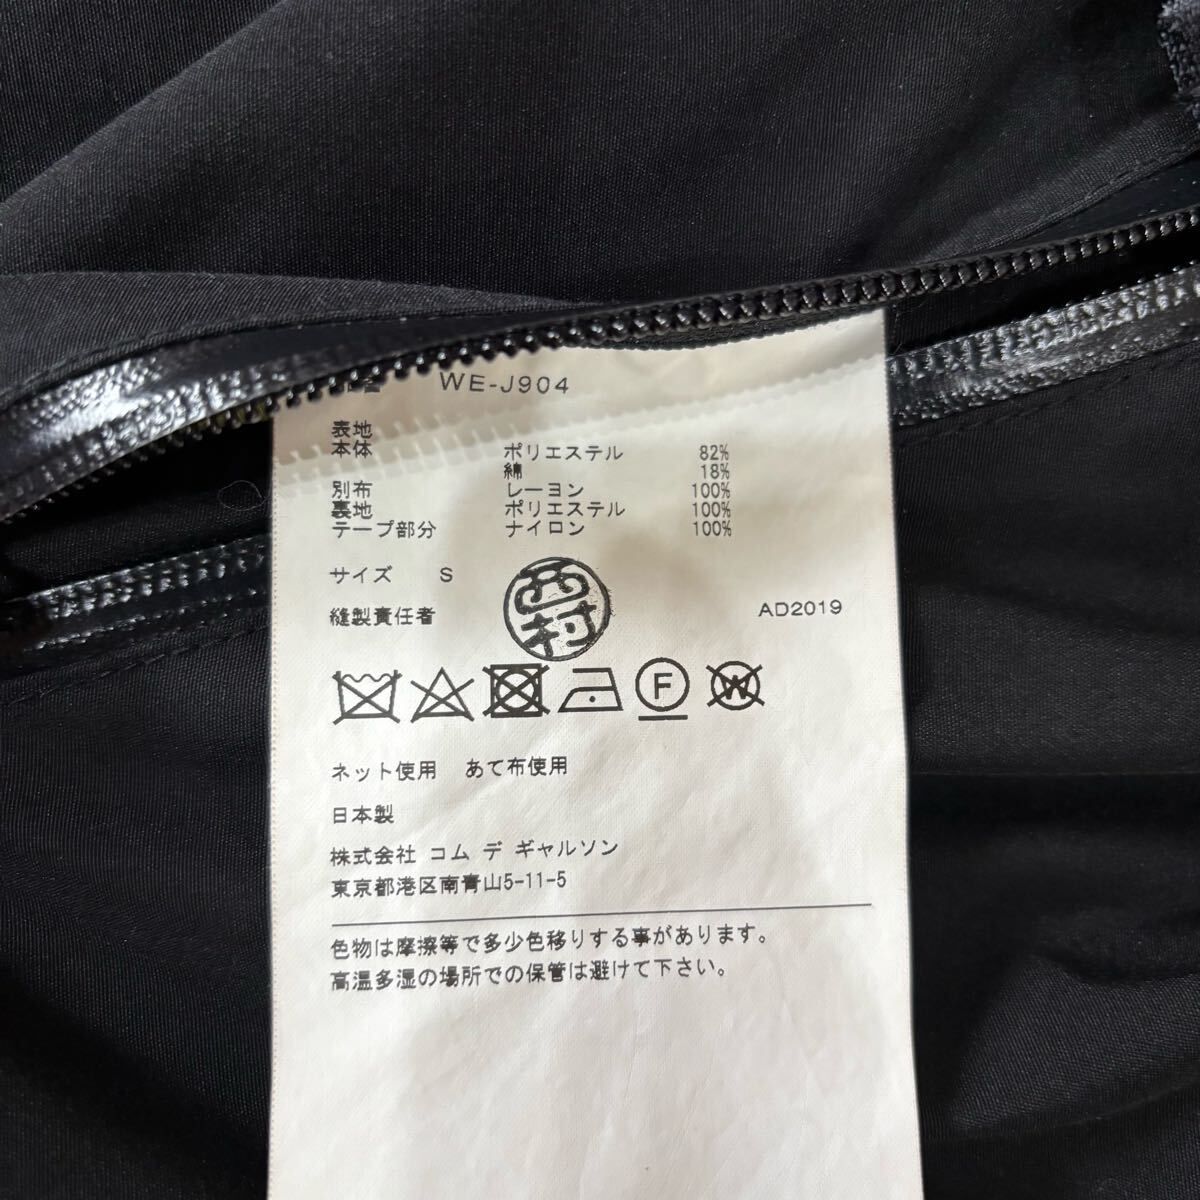 WE-J904
表地
本体 ポリエステル 82%
綿 18%
別布 レーヨン 100%
裏地 ポリエステル 100%
テープ部分 ナイロン 100%
サイズ S
縫製責任者 西村 AD2019
F W
ネット使用 あて布使用
日本製
株式会社 コム デ ギャルソン
東京都港区南青山5-11-5
色物は摩擦等で多少色移りする事があります。
高温多湿の場所での保管は避けて下さい。